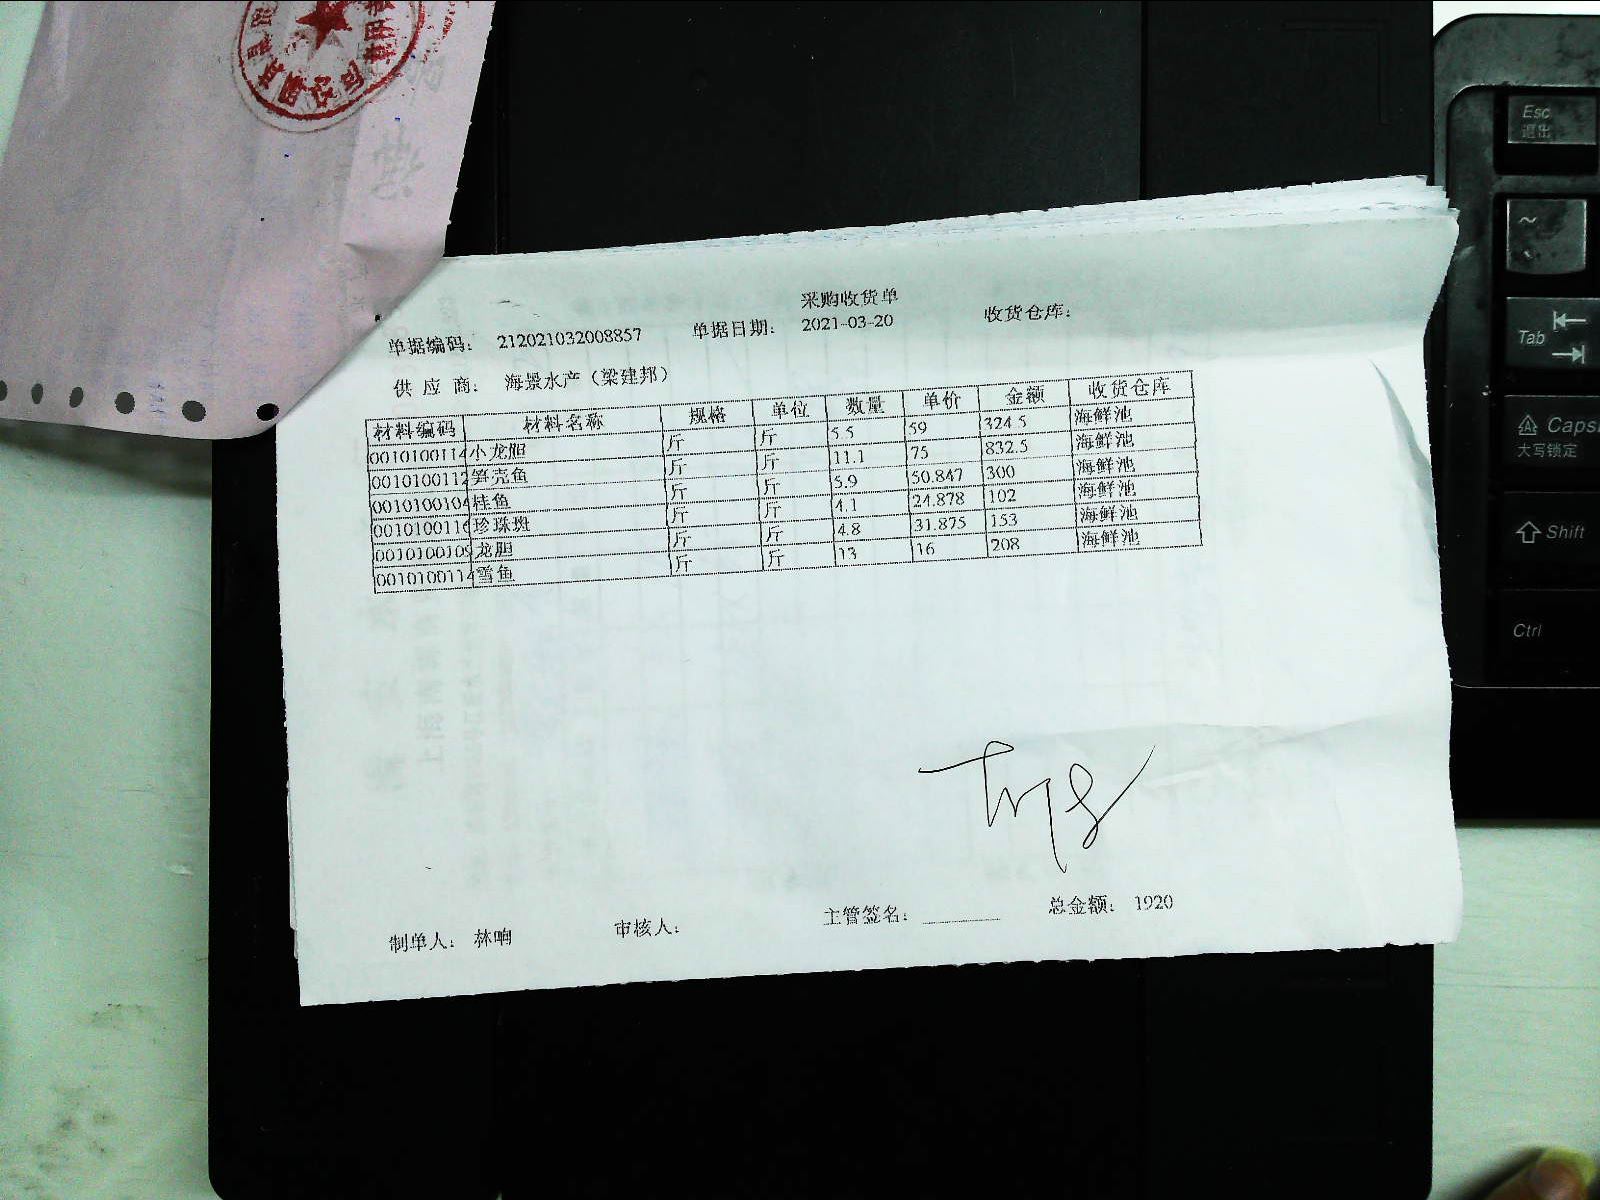 采购收货单
单据编码： 212021032008857 单据日期： 2021-03-20 收货仓库：
供 应 商： 海景水产（梁建邦）
材料编码 材料名称 规格 单位 数量 单价 金额 收货仓库
0010100114 小龙胆 斤 斤 5.5 59 324.5 海鲜池
0010100112 笋壳鱼 斤 斤 11.1 75 832.5 海鲜池
0010100104 桂鱼 斤 斤 5.9 50.847 300 海鲜池
0010100116 珍珠斑 斤 斤 4.1 24.878 102 海鲜池
0010100109 龙胆 斤 斤 4.8 31.875 153 海鲜池
0010100114 雪鱼 斤 斤 13 16 208 海鲜池
制单人： 林响 审核人： 主管签名： 总金额： 1920
Esc
退出
~
Tab
Caps
大写锁定
Shift
Ctrl